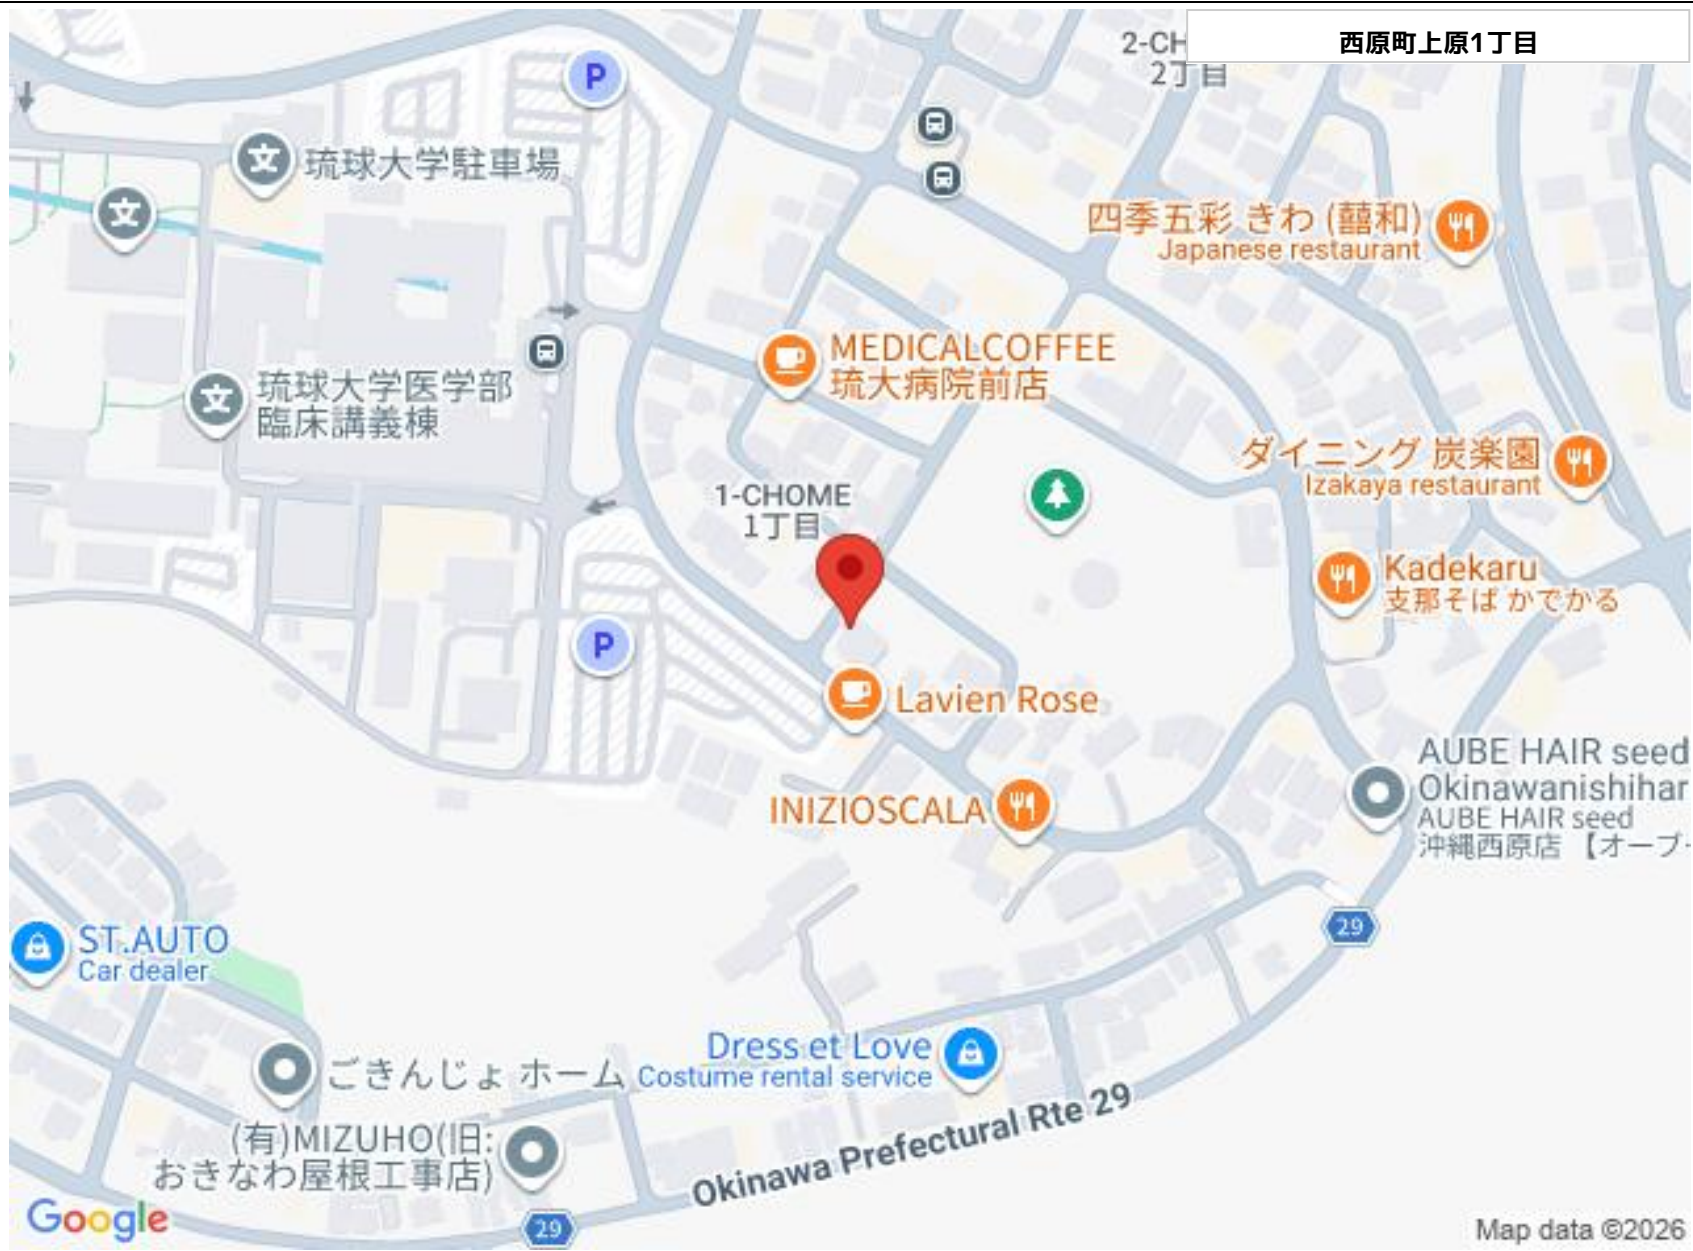 西原町上原1丁目
2-CH
2丁目
P
琉球大学駐車場
四季五彩 きわ (囍和)
Japanese restaurant
MEDICALCOFFEE
琉大病院前店
琉球大学医学部
臨床講義棟
ダイニング 炭楽園
Izakaya restaurant
1-CHOME
1丁目
Kadekaru
支那そば かでかる
P
Lavien Rose
AUBE HAIR seed
Okinawanishihar
AUBE HAIR seed
沖縄西原店 【オーブ-
INIZIOSCALA
29
ST.AUTO
Car dealer
Dress et Love
Costume rental service
ごきんじょ ホーム
Okinawa Prefectural Rte 29
(有)MIZUHO(旧:
おきなわ屋根工事店)
29
Google
Map data ©2026